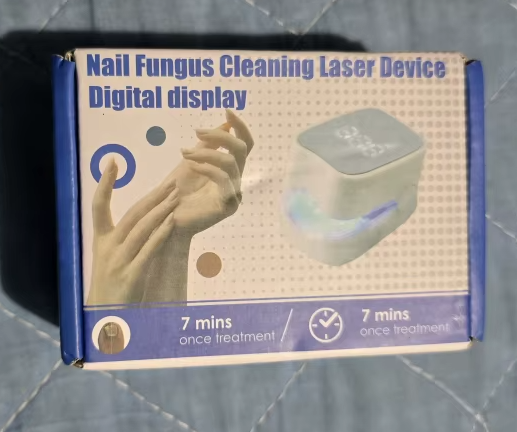 Nail Fungus Cleaning Laser Device
Digital display
7 mins
once treatment
7 mins
once treatment